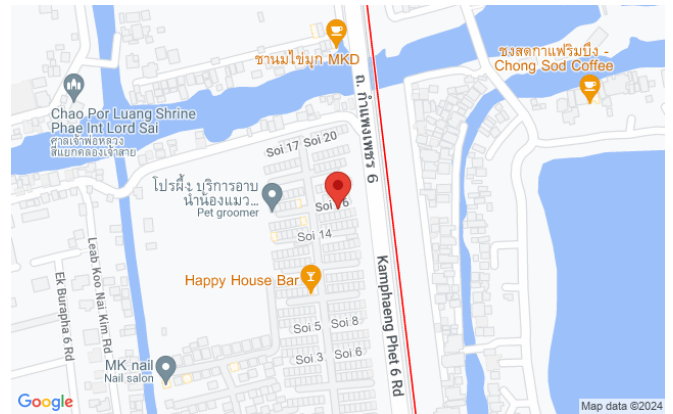 ชานมไข่มุก MKD
ชงสดกาแฟริมบึง -
Chong Sod Coffee
Chao Por Luang Shrine
Phae Int Lord Sai
ศาลเจ้าพ่อหลวง
สี่แยกคลองเจ้าสาย
ถ. กำแพงเพชร 6
Soi 17
Soi 20
โปรผึ้ง บริการอาบ
น้ำน้องแมว...
Pet groomer
Soi 14
Happy House Bar
Leab Koo Nai Kim Rd
Ek Burapha 6 Rd
Kamphaeng Phet 6 Rd
Soi 5
Soi 8
Soi 3
Soi 6
MK nail
Nail salon
Google
Map data ©2024